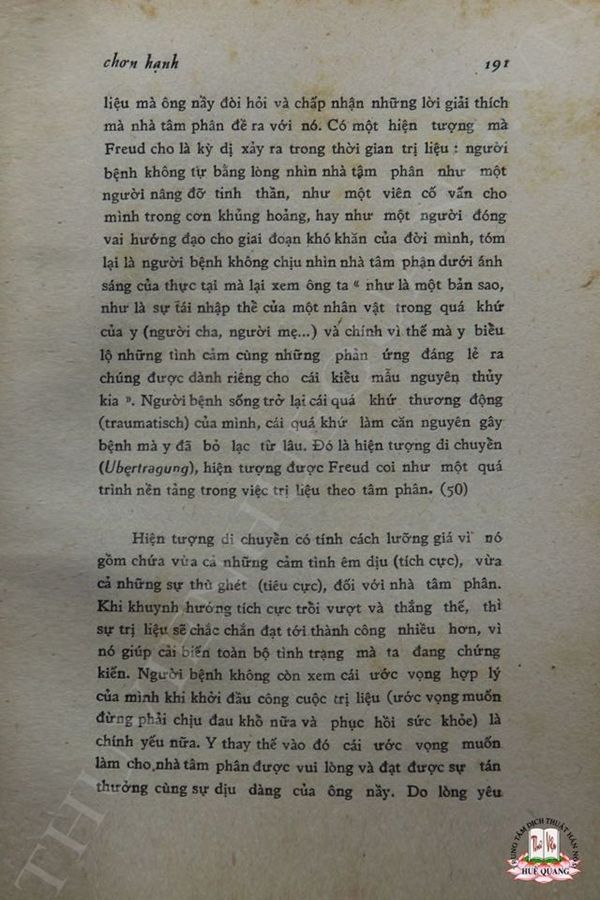 chơn hạnh 191
liệu mà ông nầy đòi hỏi và chấp nhận những lời giải thích
mà nhà tâm phân đề ra với nó. Có một hiện tượng mà
Freud cho là kỳ dị xảy ra trong thời gian trị liệu : người
bệnh không tự bằng lòng nhìn nhà tậm phân như một
người nâng đỡ tinh thần, như một viên cố vấn cho
mình trong cơn khủng hoảng, hay như một người đóng
vai hướng đạo cho giai đoạn khó khăn của đời mình, tóm
lại là người bệnh không chịu nhìn nhà tâm phận dưới ánh
sáng của thực tại mà lại xem ông ta « như là một bản sao,
như là sự tái nhập thể của một nhân vật trong quá khứ
của y (người cha, người mẹ...) và chính vì thế mà y biểu
lộ những tình cảm cùng những phản ứng đáng lẽ ra
chúng được dành riêng cho cái kiểu mẫu nguyên thủy
kia ». Người bệnh sống trở lại cái quá khứ thương động
(traumatisch) của mình, cái quá khứ làm căn nguyên gây
bệnh mà y đã bỏ lạc từ lâu. Đó là hiện tượng di chuyển
(Ubertragung), hiện tượng được Freud coi như một quá
trình nền tảng trong việc trị liệu theo tâm phân. (50)
Hiện tượng di chuyển có tính cách lưỡng giá vì nó
gồm chứa vừa cả những cảm tình êm dịu (tích cực), vừa
cả những sự thù ghét (tiêu cực), đối với nhà tâm phân.
Khi khuynh hướng tích cực trỗi vượt và thắng thế, thì
sự trị liệu sẽ chắc chắn đạt tới thành công nhiều hơn, vì
nó giúp cải biến toàn bộ tình trạng mà ta đang chứng
kiến. Người bệnh không còn xem cái ước vọng hợp lý
của mình khi khởi đầu công cuộc trị liệu (ước vọng muốn
đừng phải chịu đau khổ nữa và phục hồi sức khỏe) là
chính yếu nữa. Y thay thế vào đó cái ước vọng muốn
làm cho nhà tâm phân được vui lòng và đạt được sự tán
thưởng cùng sự dịu dàng của ông nầy. Do lòng yêu
TRUNG TÂM DỊCH THUẬT HÁN NÔM
HUỆ QUANG